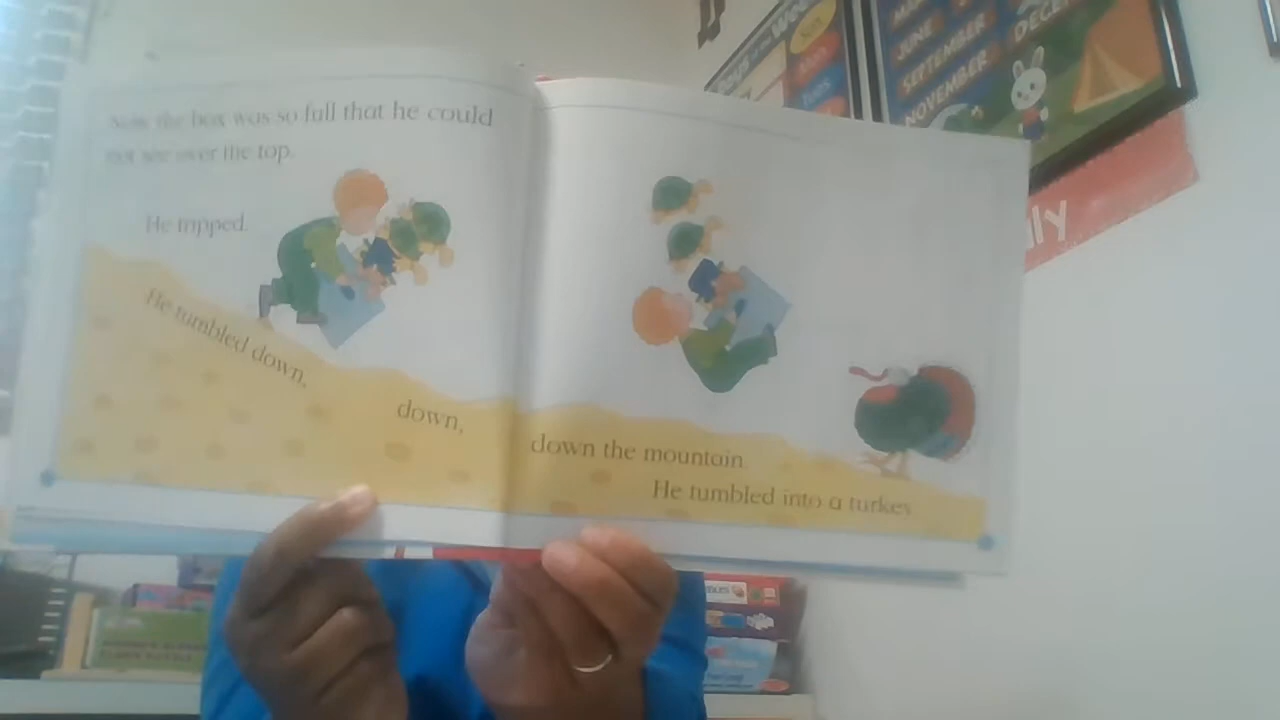 Now the box was so full that he could
not see over the top.
He tripped.
He tumbled down,
down,
down the mountain.
He tumbled into a turkey.
JUNE
SEPTEMBER
NOVEMBER